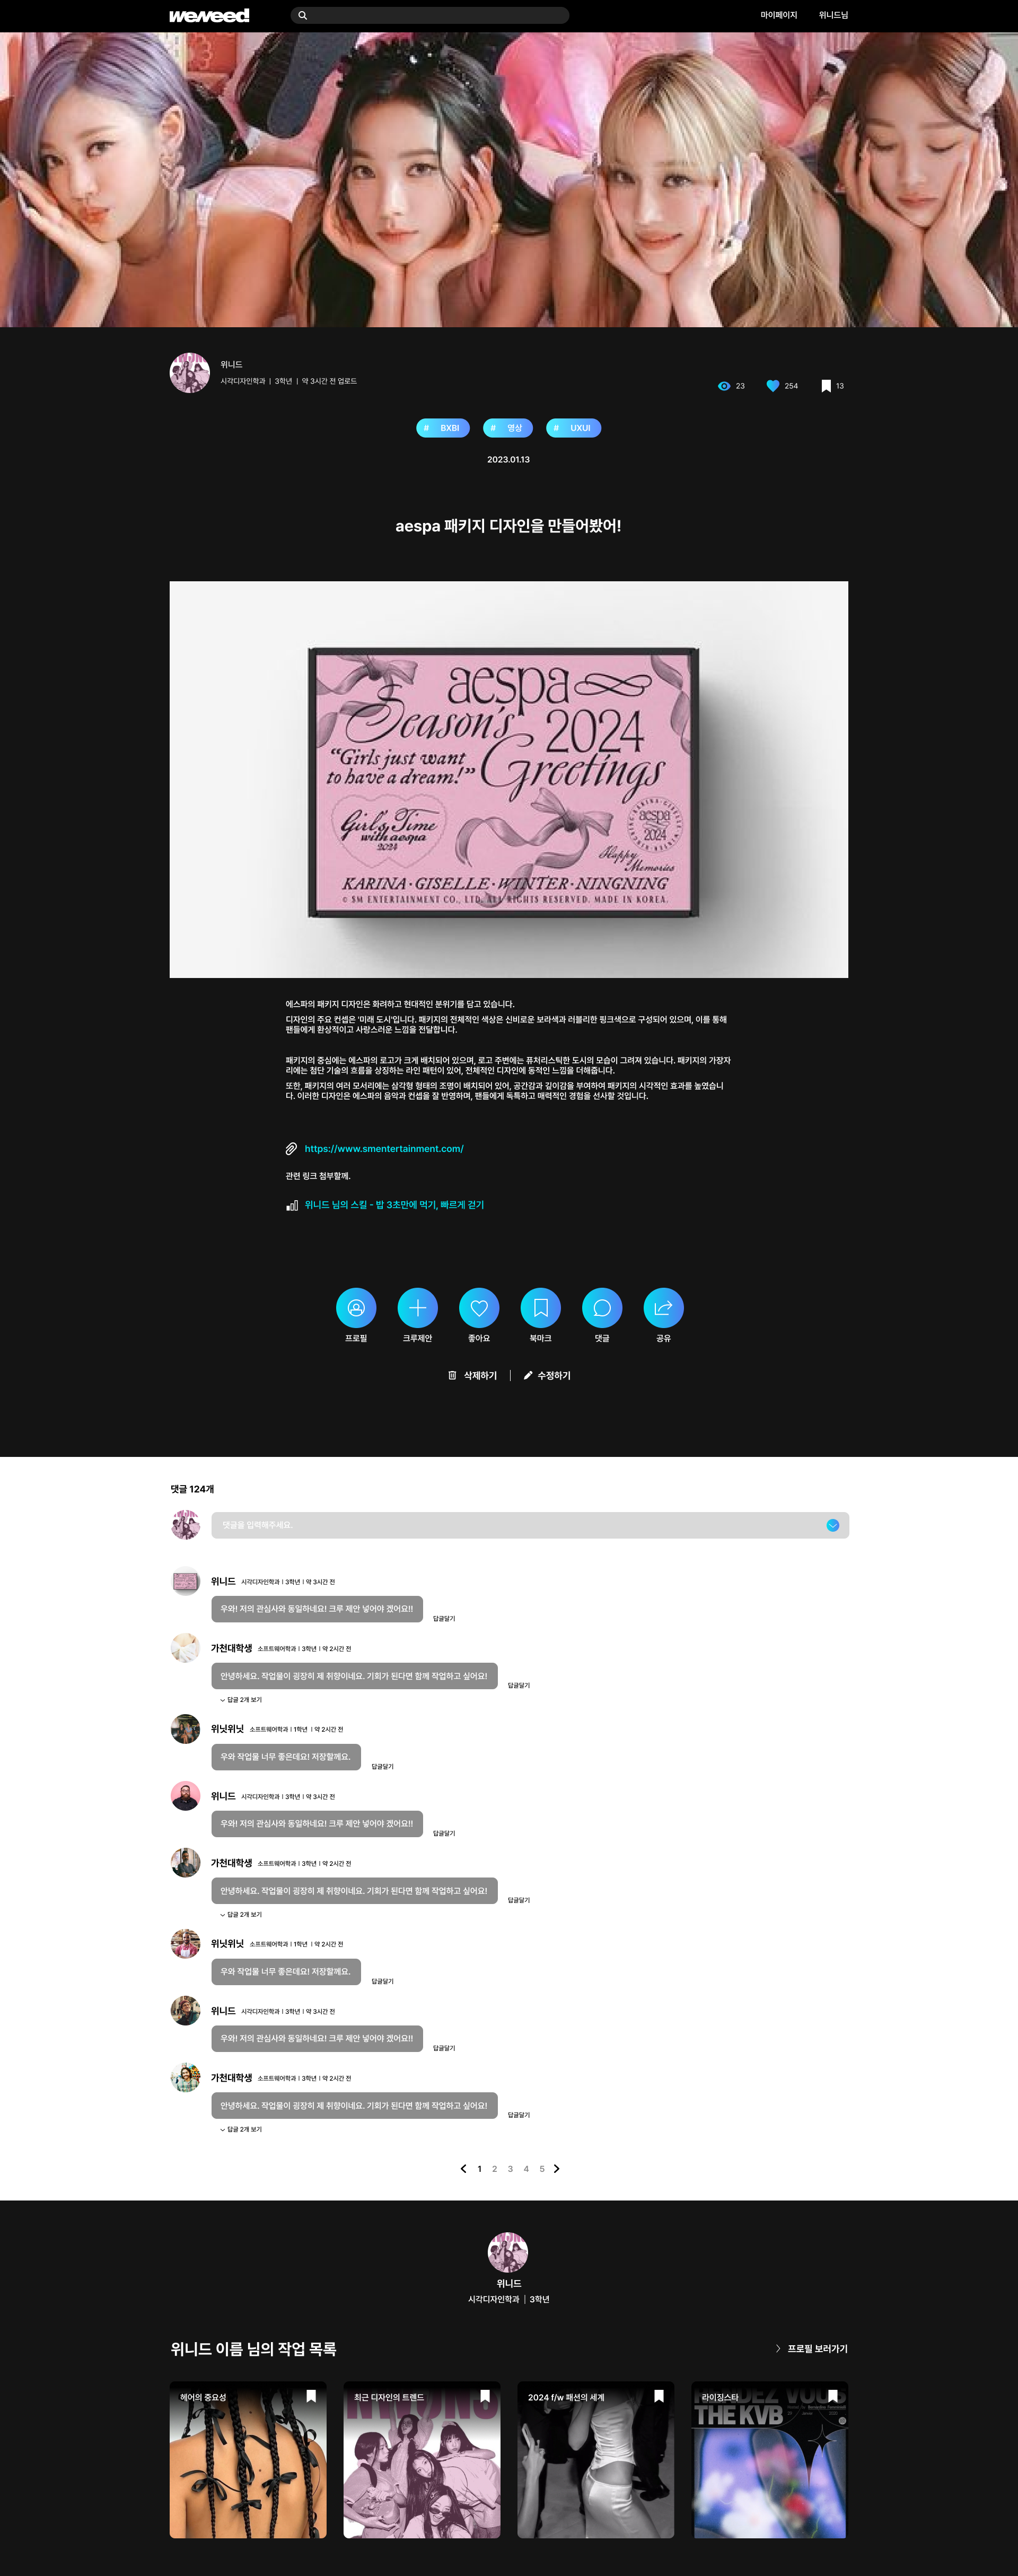 weweed!
마이페이지
위니드님
위니드
시각디자인학과 | 3학년 | 약 3시간 전 업로드
23
254
13
# BXBI
# 영상
# UXUI
2023.01.13
aespa 패키지 디자인을 만들어봤어!
aespa
Season's 2024
"Girls just want
to have a dream!"
Greetings
Girl's Time
with aespa
2024
aespa
2024
Happy
Memories
KARINA·GISELLE·WINTER·NINGNING
© SM ENTERTAINMENT CO., LTD. ALL RIGHTS RESERVED. MADE IN KOREA.
에스파의 패키지 디자인은 화려하고 현대적인 분위기를 담고 있습니다.
디자인의 주요 컨셉은 '미래 도시'입니다. 패키지의 전체적인 색상은 신비로운 보라색과 러블리한 핑크색으로 구성되어 있으며, 이를 통해
팬들에게 환상적이고 사랑스러운 느낌을 전달합니다.
패키지의 중심에는 에스파의 로고가 크게 배치되어 있으며, 로고 주변에는 퓨처리스틱한 도시의 모습이 그려져 있습니다. 패키지의 가장자
리에는 첨단 기술의 흐름을 상징하는 라인 패턴이 있어, 전체적인 디자인에 동적인 느낌을 더해줍니다.
또한, 패키지의 여러 모서리에는 삼각형 형태의 조명이 배치되어 있어, 공간감과 깊이감을 부여하여 패키지의 시각적인 효과를 높였습니
다. 이러한 디자인은 에스파의 음악과 컨셉을 잘 반영하며, 팬들에게 독특하고 매력적인 경험을 선사할 것입니다.
https://www.smentertainment.com/
관련 링크 첨부할께.
위니드 님의 스킬 - 밥 3초만에 먹기, 빠르게 걷기
프로필
크루제안
좋아요
북마크
댓글
공유
삭제하기 | 수정하기
댓글 124개
댓글을 입력해주세요.
위니드 시각디자인학과 | 3학년 | 약 3시간 전
우와! 저의 관심사와 동일하네요! 크루 제안 넣어야 겠어요!!
답글달기
가천대학생 소프트웨어학과 | 3학년 | 약 2시간 전
안녕하세요. 작업물이 굉장히 제 취향이네요. 기회가 된다면 함께 작업하고 싶어요!
답글달기
답글 2개 보기
위닛위닛 소프트웨어학과 | 1학년 | 약 2시간 전
우와 작업물 너무 좋은데요! 저장할께요.
답글달기
위니드 시각디자인학과 | 3학년 | 약 3시간 전
우와! 저의 관심사와 동일하네요! 크루 제안 넣어야 겠어요!!
답글달기
가천대학생 소프트웨어학과 | 3학년 | 약 2시간 전
안녕하세요. 작업물이 굉장히 제 취향이네요. 기회가 된다면 함께 작업하고 싶어요!
답글달기
답글 2개 보기
위닛위닛 소프트웨어학과 | 1학년 | 약 2시간 전
우와 작업물 너무 좋은데요! 저장할께요.
답글달기
위니드 시각디자인학과 | 3학년 | 약 3시간 전
우와! 저의 관심사와 동일하네요! 크루 제안 넣어야 겠어요!!
답글달기
가천대학생 소프트웨어학과 | 3학년 | 약 2시간 전
안녕하세요. 작업물이 굉장히 제 취향이네요. 기회가 된다면 함께 작업하고 싶어요!
답글달기
답글 2개 보기
1 2 3 4 5
위니드
시각디자인학과 | 3학년
위니드 이름 님의 작업 목록
프로필 보러가기
헤어의 중요성
최근 디자인의 트렌드
2024 f/w 패션의 세계
라이징스타
THE KVB